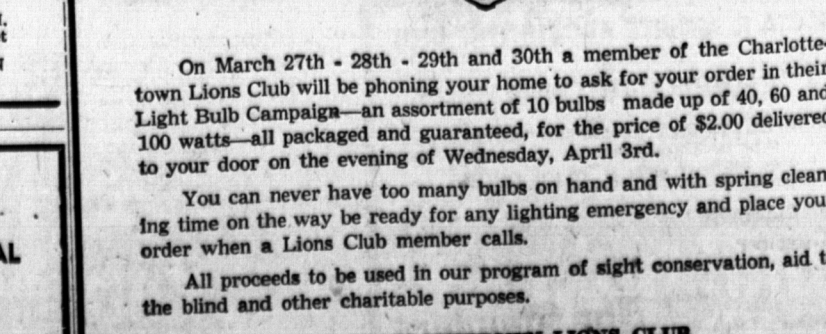 On March 27th - 28th - 29th and 30th a member of the Charlotte-
town Lions Club will be phoning your home to ask for your order in their
Light Bulb Campaign—an assortment of 10 bulbs made up of 40, 60 and
100 watts—all packaged and guaranteed, for the price of $2.00 delivered
to your door on the evening of Wednesday, April 3rd.
You can never have too many bulbs on hand and with spring clean
ing time on the way be ready for any lighting emergency and place you
order when a Lions Club member calls.
All proceeds to be used in our program of sight conservation, aid t
the blind and other charitable purposes.
AL
LIONS CLUB